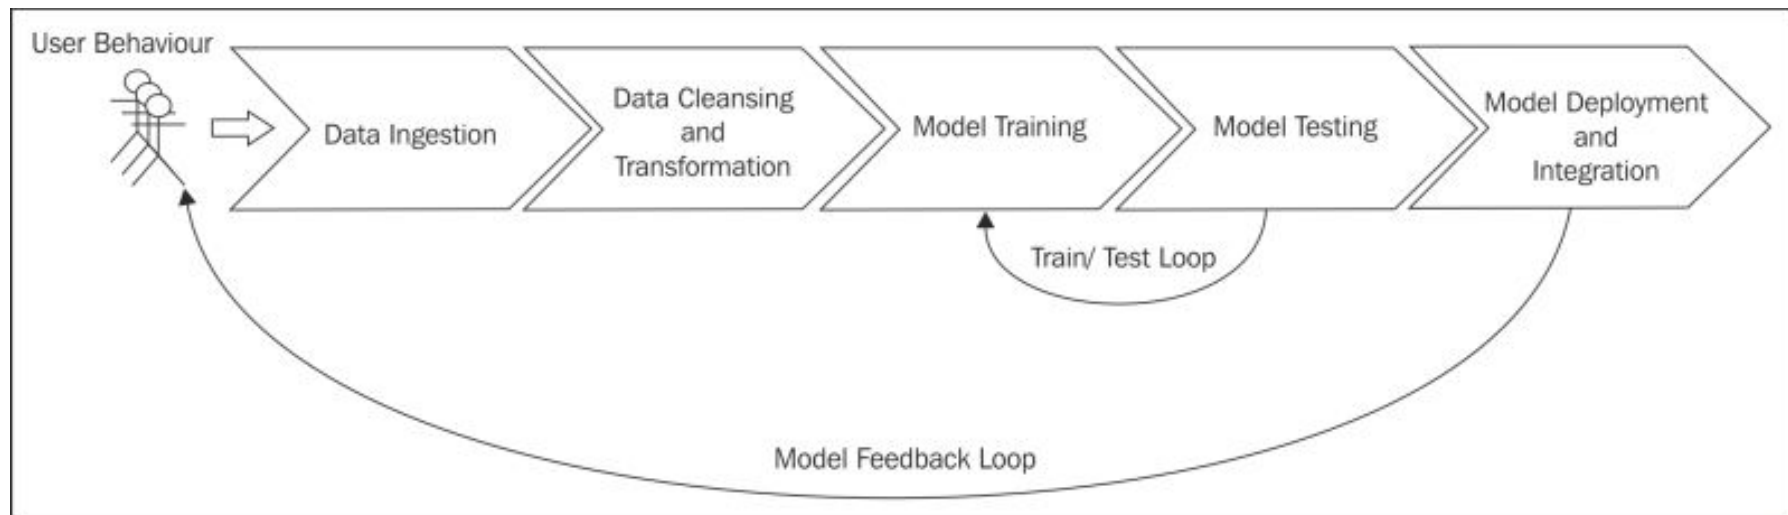 User Behaviour
Data Ingestion
Data Cleansing
and
Transformation
Model Training
Model Testing
Model Deployment
and
Integration
Train/ Test Loop
Model Feedback Loop